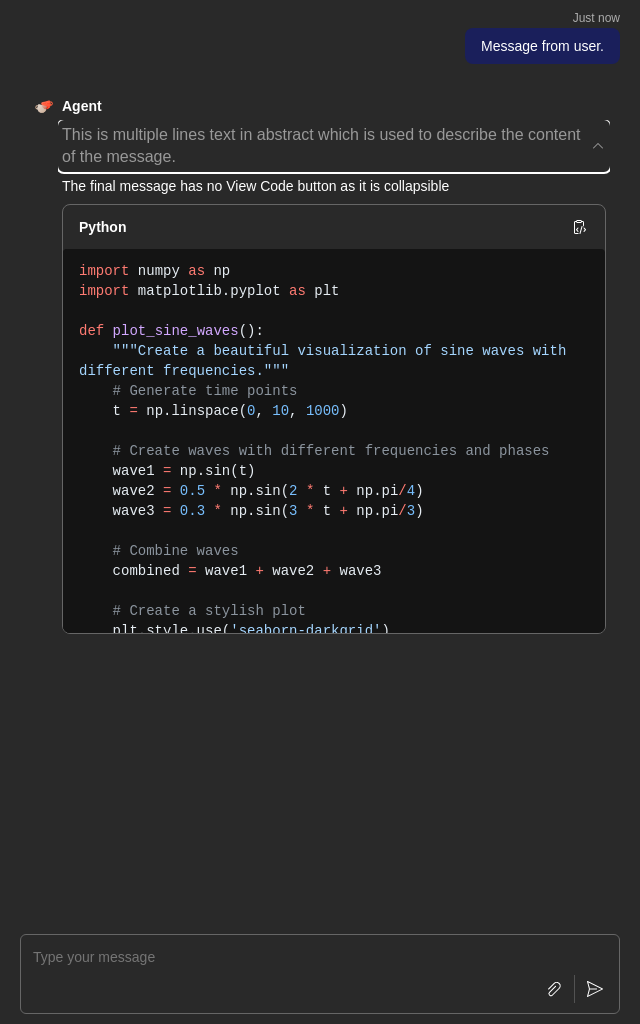 Just now
Message from user.
Agent
This is multiple lines text in abstract which is used to describe the content
of the message.
The final message has no View Code button as it is collapsible
Python
import numpy as np
import matplotlib.pyplot as plt
def plot_sine_waves():
    """Create a beautiful visualization of sine waves with
different frequencies."""
    # Generate time points
    t = np.linspace(0, 10, 1000)
    # Create waves with different frequencies and phases
    wave1 = np.sin(t)
    wave2 = 0.5 * np.sin(2 * t + np.pi/4)
    wave3 = 0.3 * np.sin(3 * t + np.pi/3)
    # Combine waves
    combined = wave1 + wave2 + wave3
    # Create a stylish plot
    plt.style.use('seaborn-darkgrid')
Type your message